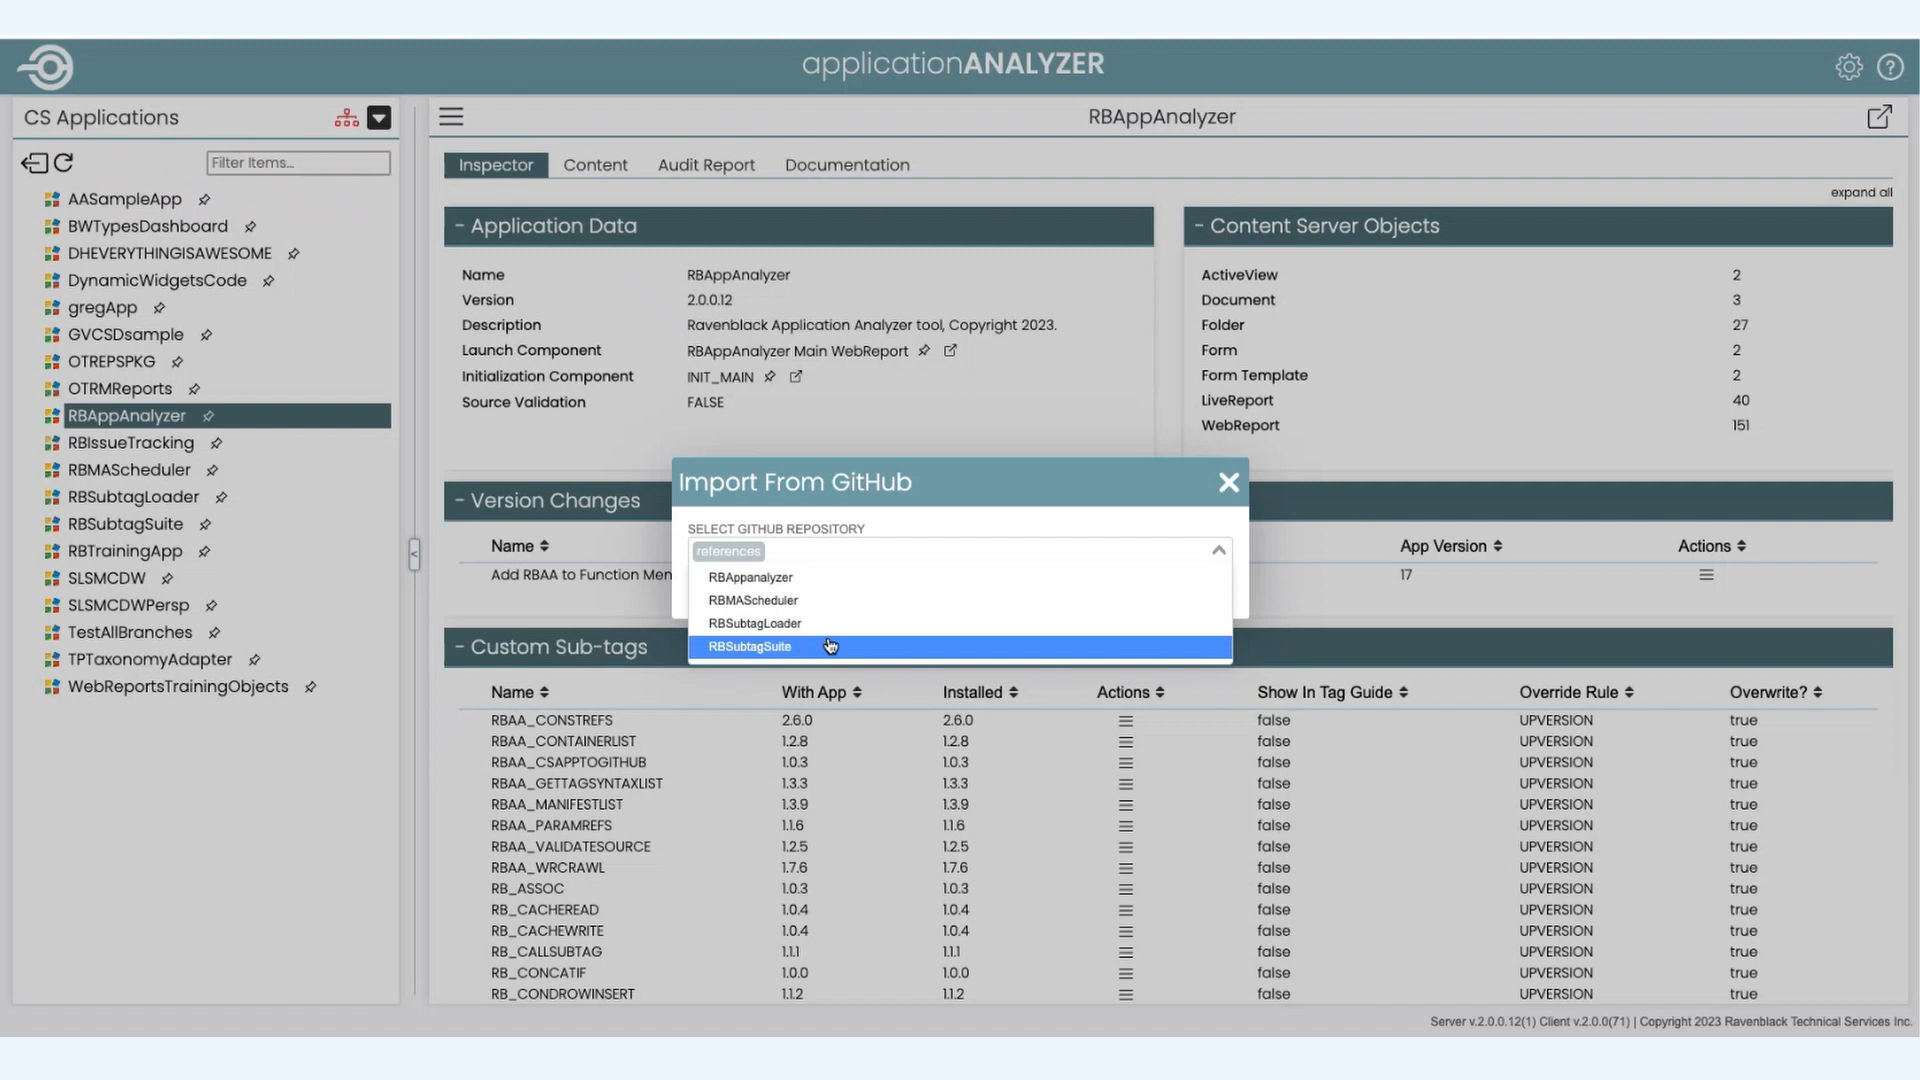 applicationANALYZER
CS Applications
Filter Items...
AASampleApp
BWTypesDashboard
DHEVERYTHINGISAWESOME
DynamicWidgetsCode
gregApp
GVCSDsample
OTREPSPKG
OTRMReports
RBAppAnalyzer
RBIssueTracking
RBMAScheduler
RBSubtagLoader
RBSubtagSuite
RBTrainingApp
SLSMCDW
SLSMCDWPersp
TestAllBranches
TPTaxonomyAdapter
WebReportsTrainingObjects
<
RBAppAnalyzer
Inspector Content Audit Report Documentation
expand all
- Application Data
Name RBAppAnalyzer
Version 2.0.0.12
Description Ravenblack Application Analyzer tool, Copyright 2023.
Launch Component RBAppAnalyzer Main WebReport
Initialization Component INIT_MAIN
Source Validation FALSE
- Content Server Objects
ActiveView 2
Document 3
Folder 27
Form 2
Form Template 2
LiveReport 40
WebReport 151
Import From GitHub
SELECT GITHUB REPOSITORY
references
RBAppanalyzer
RBMAScheduler
RBSubtagLoader
RBSubtagSuite
- Version Changes
Name App Version Actions
Add RBAA to Function Men 17
- Custom Sub-tags
Name With App Installed Actions Show In Tag Guide Override Rule Overwrite?
RBAA_CONSTREFS 2.6.0 2.6.0 false UPVERSION true
RBAA_CONTAINERLIST 1.2.8 1.2.8 false UPVERSION true
RBAA_CSAPPTOGITHUB 1.0.3 1.0.3 false UPVERSION true
RBAA_GETTAGSYNTAXLIST 1.3.3 1.3.3 false UPVERSION true
RBAA_MANIFESTLIST 1.3.9 1.3.9 false UPVERSION true
RBAA_PARAMREFS 1.1.6 1.1.6 false UPVERSION true
RBAA_VALIDATESOURCE 1.2.5 1.2.5 false UPVERSION true
RBAA_WRCRAWL 1.7.6 1.7.6 false UPVERSION true
RB_ASSOC 1.0.3 1.0.3 false UPVERSION true
RB_CACHEREAD 1.0.4 1.0.4 false UPVERSION true
RB_CACHEWRITE 1.0.4 1.0.4 false UPVERSION true
RB_CALLSUBTAG 1.1.1 1.1.1 false UPVERSION true
RB_CONCATIF 1.0.0 1.0.0 false UPVERSION true
RB_CONDROWINSERT 1.1.2 1.1.2 false UPVERSION true
Server v.2.0.0.12(1) Client v.2.0.0(71) | Copyright 2023 Ravenblack Technical Services Inc.